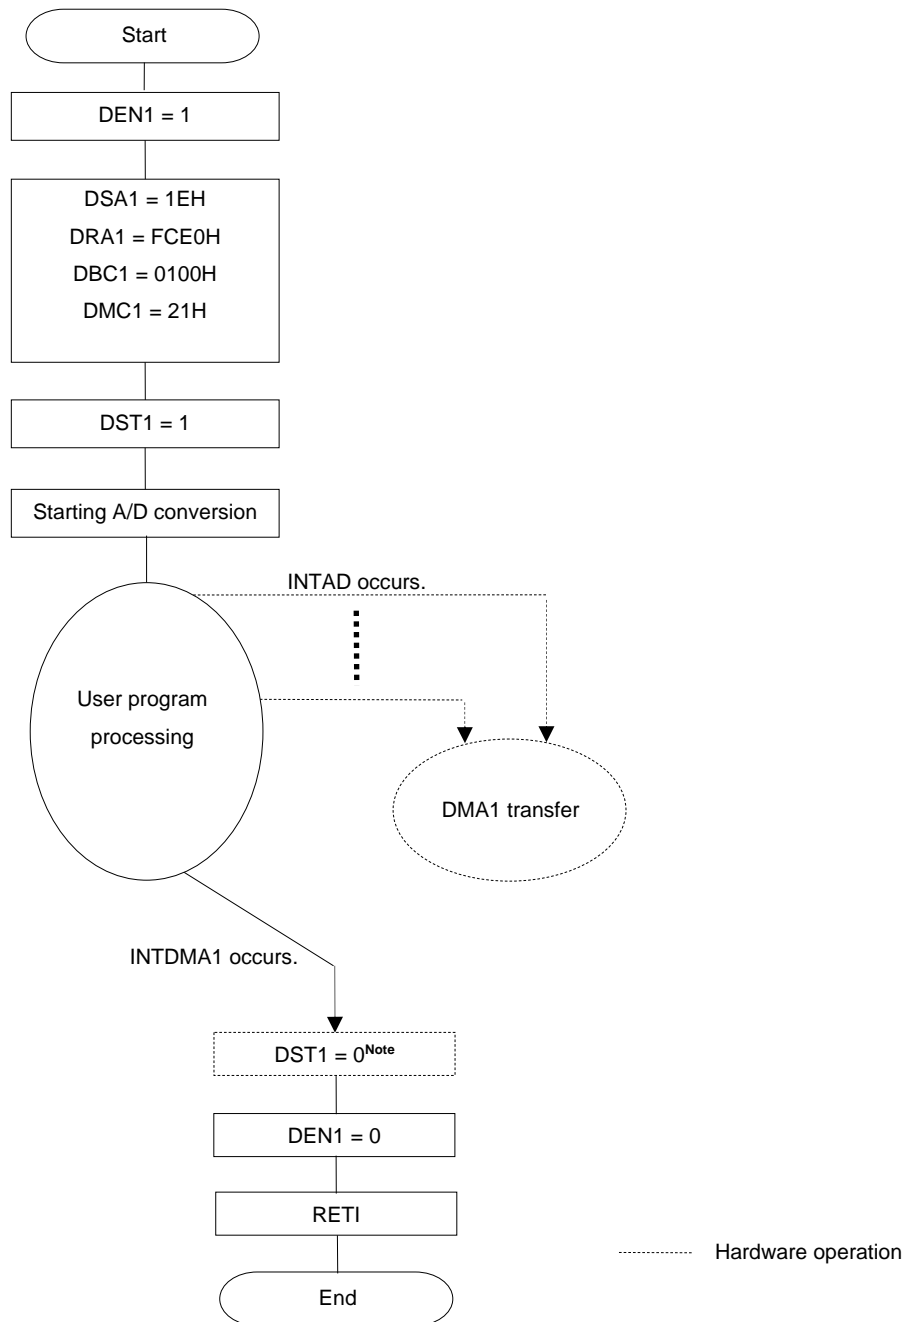 Start
DEN1 = 1
DSA1 = 1EH
DRA1 = FCE0H
DBC1 = 0100H
DMC1 = 21H
DST1 = 1
Starting A/D conversion
INTAD occurs.
User program
processing
DMA1 transfer
INTDMA1 occurs.
DST1 = 0Note
DEN1 = 0
RETI
Hardware operation
End